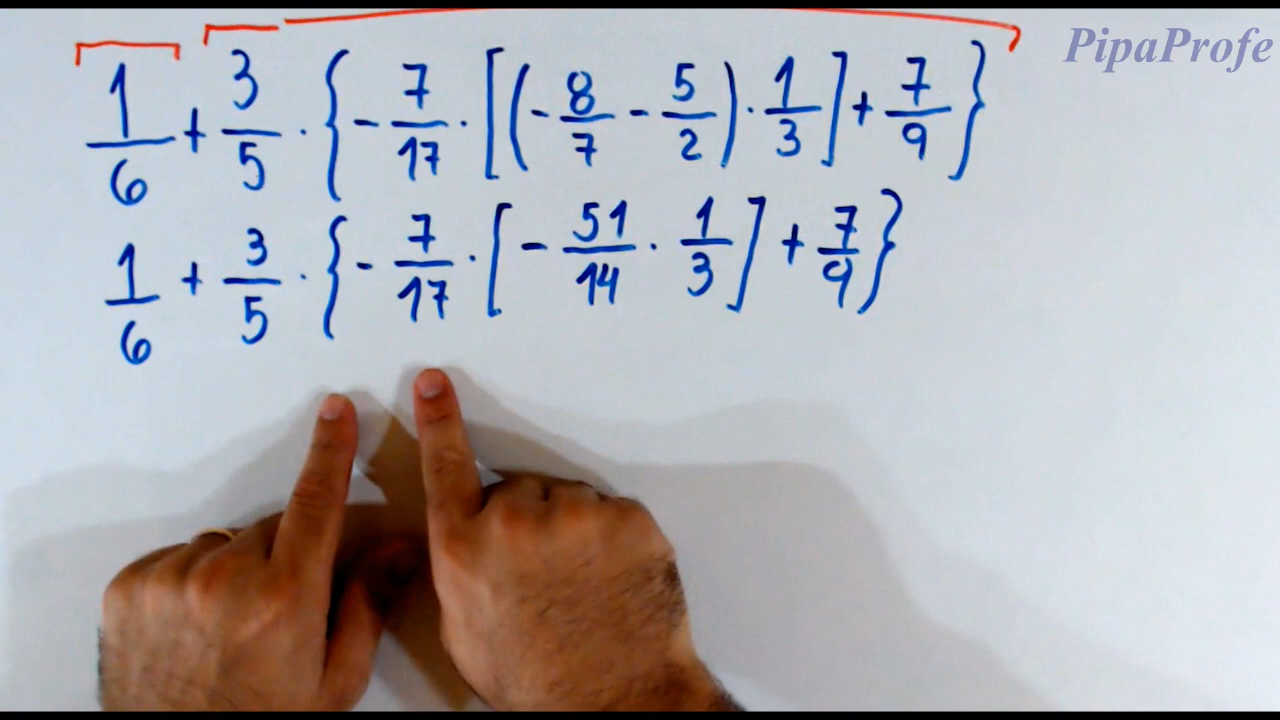 PipaProfe
1/6 + 3/5 · { - 7/17 · [ ( - 8/7 - 5/2 ) · 1/3 ] + 7/9 }
1/6 + 3/5 · { - 7/17 · [ - 51/14 · 1/3 ] + 7/9 }